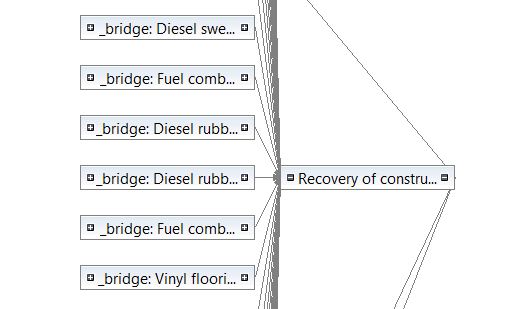 _bridge: Diesel swe...
_bridge: Fuel comb...
_bridge: Diesel rubb...
_bridge: Diesel rubb...
Recovery of constru...
_bridge: Fuel comb...
_bridge: Vinyl floori...